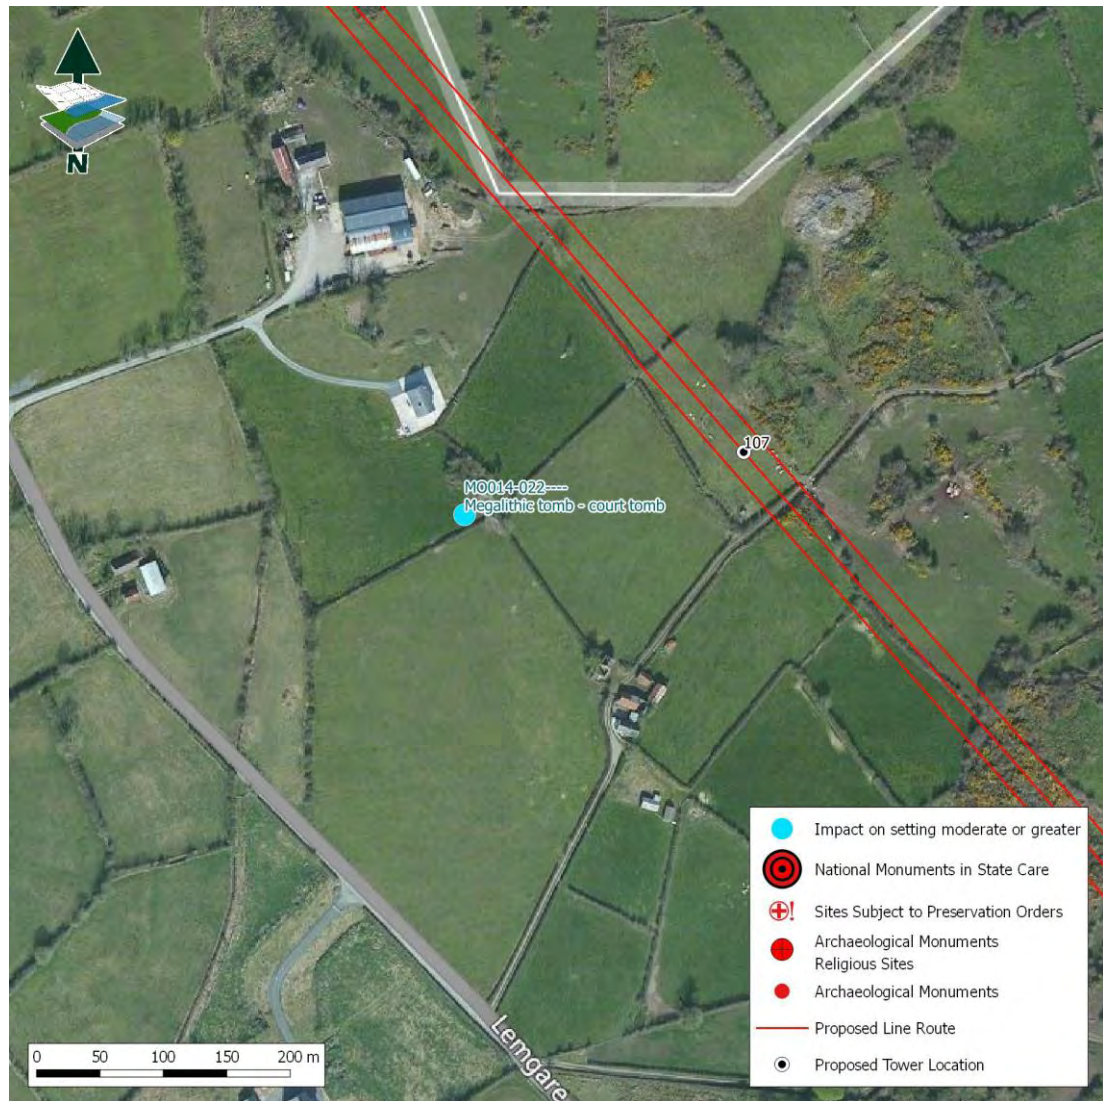 N
107
MO014-022----
Megalithic tomb - court tomb
Impact on setting moderate or greater
National Monuments in State Care
Sites Subject to Preservation Orders
Archaeological Monuments
Religious Sites
Archaeological Monuments
Proposed Line Route
Proposed Tower Location
0 50 100 150 200 m
Lemgare